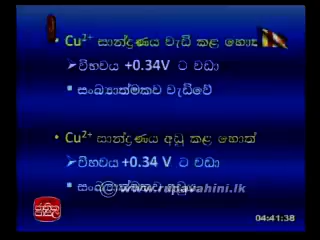 • Cu²⁺ සාන්ද්‍රණය වැඩි කළ හොත්
➤ විභවය +0.34V ට වඩා
▪ සංඛ්‍යාත්මකව වැඩිවේ
• Cu²⁺ සාන්ද්‍රණය අඩු කළ හොත්
➤ විභවය +0.34 V ට වඩා
▪ සංඛ්‍යාත්මකව
www.rupavahini.lk
04:41:38